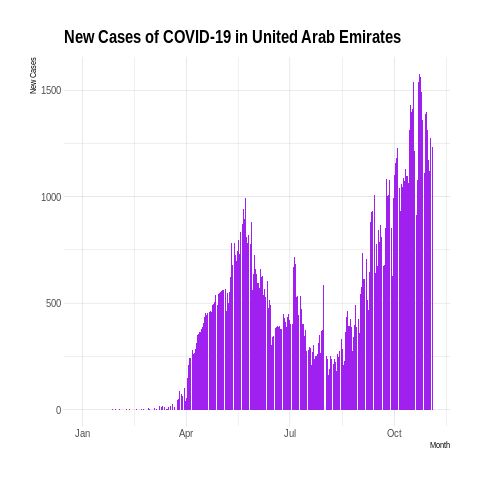 New Cases of COVID-19 in United Arab Emirates
New Cases
1500
1000
500
0
Jan Apr Jul Oct
Month